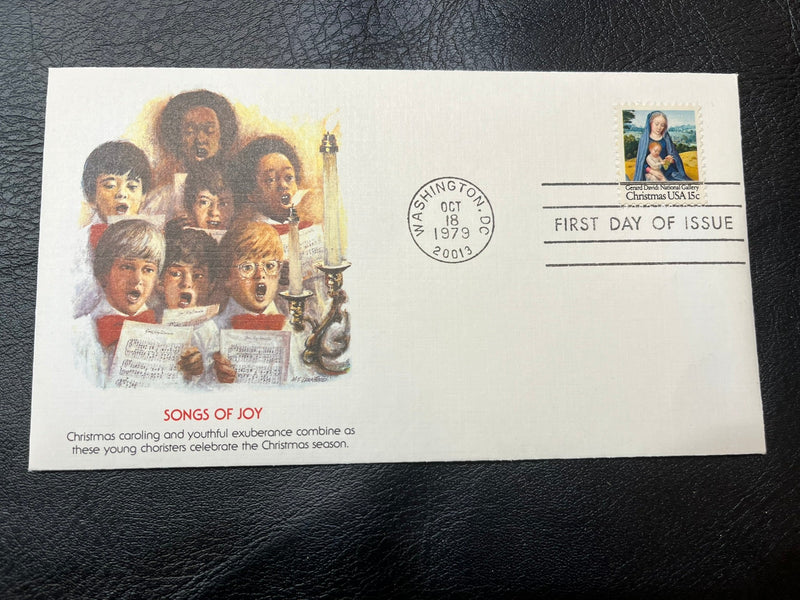 Gerard David: National Gallery
Christmas USA 15c
WASHINGTON, DC
OCT
18
1979
20013
FIRST DAY OF ISSUE
SONGS OF JOY
Christmas caroling and youthful exuberance combine as
these young choristers celebrate the Christmas season.